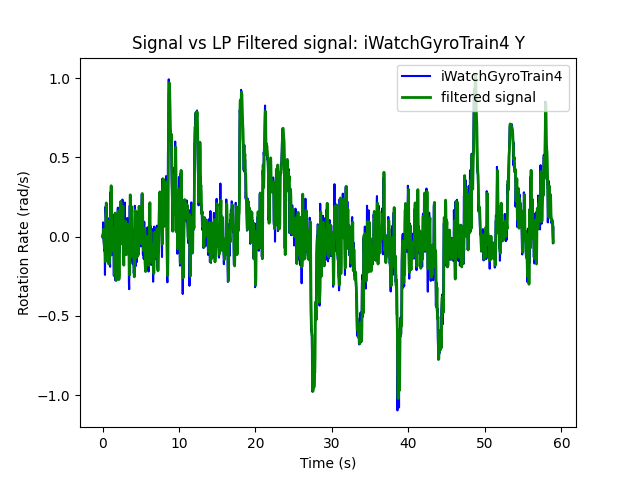 Signal vs LP Filtered signal: iWatchGyroTrain4 Y
iWatchGyroTrain4
filtered signal
1.0
0.5
0.0
−0.5
−1.0
Rotation Rate (rad/s)
0 10 20 30 40 50 60
Time (s)